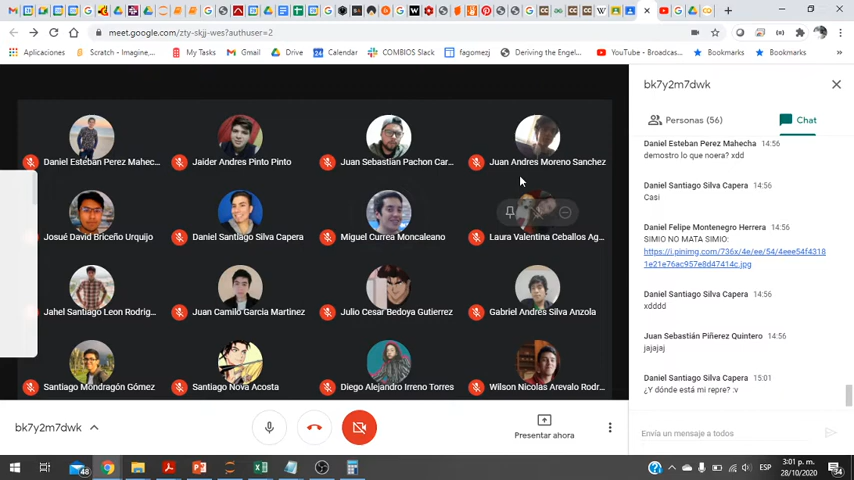 meet.google.com/zty-skjj-wes?authuser=2
Aplicaciones
Scratch - Imagine,...
My Tasks
Gmail
Drive
Calendar
COMBIOS Slack
fagomezj
Deriving the Engel...
YouTube - Broadcas...
Bookmarks
Bookmarks
bk7y2m7dwk
Personas (56)
Chat
Daniel Esteban Perez Mahec...
Jaider Andres Pinto Pinto
Juan Sebastian Pachon Car...
Juan Andres Moreno Sanchez
Josué David Briceño Urquijo
Daniel Santiago Silva Capera
Miguel Currea Moncaleano
Laura Valentina Ceballos Ag...
Jahel Santiago Leon Rodrig...
Juan Camilo Garcia Martinez
Julio Cesar Bedoya Gutierrez
Gabriel Andrés Silva Anzola
Santiago Mondragón Gómez
Santiago Nova Acosta
Diego Alejandro Irreno Torres
Wilson Nicolas Arevalo Rodr...
Daniel Esteban Perez Mahecha 14:56
demostro lo que noera? xdd
Daniel Santiago Silva Capera 14:56
Casi
Daniel Felipe Montenegro Herrera 14:56
SIMIO NO MATA SIMIO:
https://i.pinimg.com/736x/4e/ee/54/4eee54f4318
1e21e76ac957e8d47414c.jpg
Daniel Santiago Silva Capera 14:56
xdddd
Juan Sebastián Piñerez Quintero 14:56
jajajaj
Daniel Santiago Silva Capera 15:01
¿Y dónde está mi repre? :v
Envía un mensaje a todos
bk7y2m7dwk
Presentar ahora
48
ESP
3:01 p. m.
28/10/2020
34